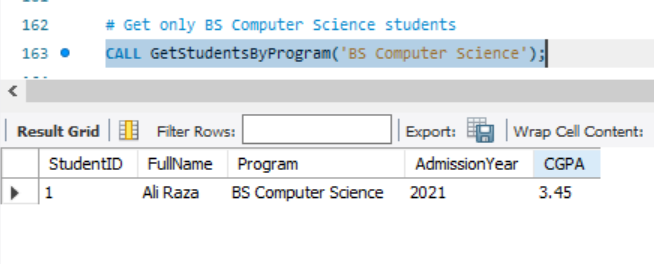 162 # Get only BS Computer Science students
163 CALL GetStudentsByProgram('BS Computer Science');
Result Grid Filter Rows: Export: Wrap Cell Content:
StudentID FullName Program AdmissionYear CGPA
1 Ali Raza BS Computer Science 2021 3.45